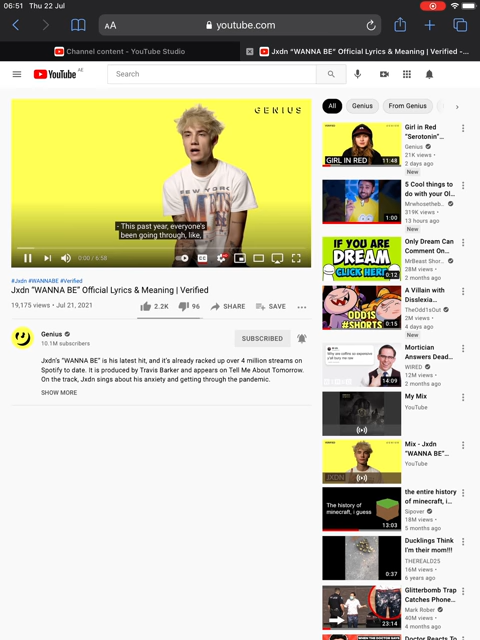 06:51 Thu 22 Jul
AA
youtube.com
Channel content - YouTube Studio
Jxdn “WANNA BE” Official Lyrics & Meaning | Verified -...
YouTube AE
Search
GENIUS
- This past year, everyone's
been going through, like,
0:00 / 6:58
CC
#Jxdn #WANNABE #Verified
Jxdn “WANNA BE” Official Lyrics & Meaning | Verified
19,175 views • Jul 21, 2021
2.2K
96
SHARE
SAVE
Genius
10.1M subscribers
SUBSCRIBED
Jxdn's “WANNA BE” is his latest hit, and it's already racked up over 4 million streams on
Spotify to date. It is produced by Travis Barker and appears on Tell Me About Tomorrow.
On the track, Jxdn sings about his anxiety and getting through the pandemic.
SHOW MORE
All
Genius
From Genius
GIRL IN RED
11:48
Girl in Red
“Serotonin”...
Genius
21K views •
2 days ago
New
1:00
5 Cool things to
do with your Ol...
Mrwhosetheb...
319K views •
13 hours ago
New
IF YOU ARE
DREAM
CLICK HERE
0:12
Only Dream Can
Comment On...
MrBeast Shor...
28M views •
2 months ago
ODD1S
#SHORTS
0:15
A Villain with
Dislexia...
TheOdd1sOut
2M views •
4 days ago
New
14:09
Mortician
Answers Dead...
WIRED
12M views •
2 months ago
My Mix
YouTube
JXDN
Mix - Jxdn
“WANNA BE”...
YouTube
The history of
minecraft, i guess
13:03
the entire history
of minecraft, i...
Sipover
18M views •
5 months ago
0:37
Ducklings Think
I'm their mom!!!
THEREALD25
16M views •
6 years ago
23:14
Glitterbomb Trap
Catches Phone...
Mark Rober
40M views •
4 months ago
Doctor Reacts To